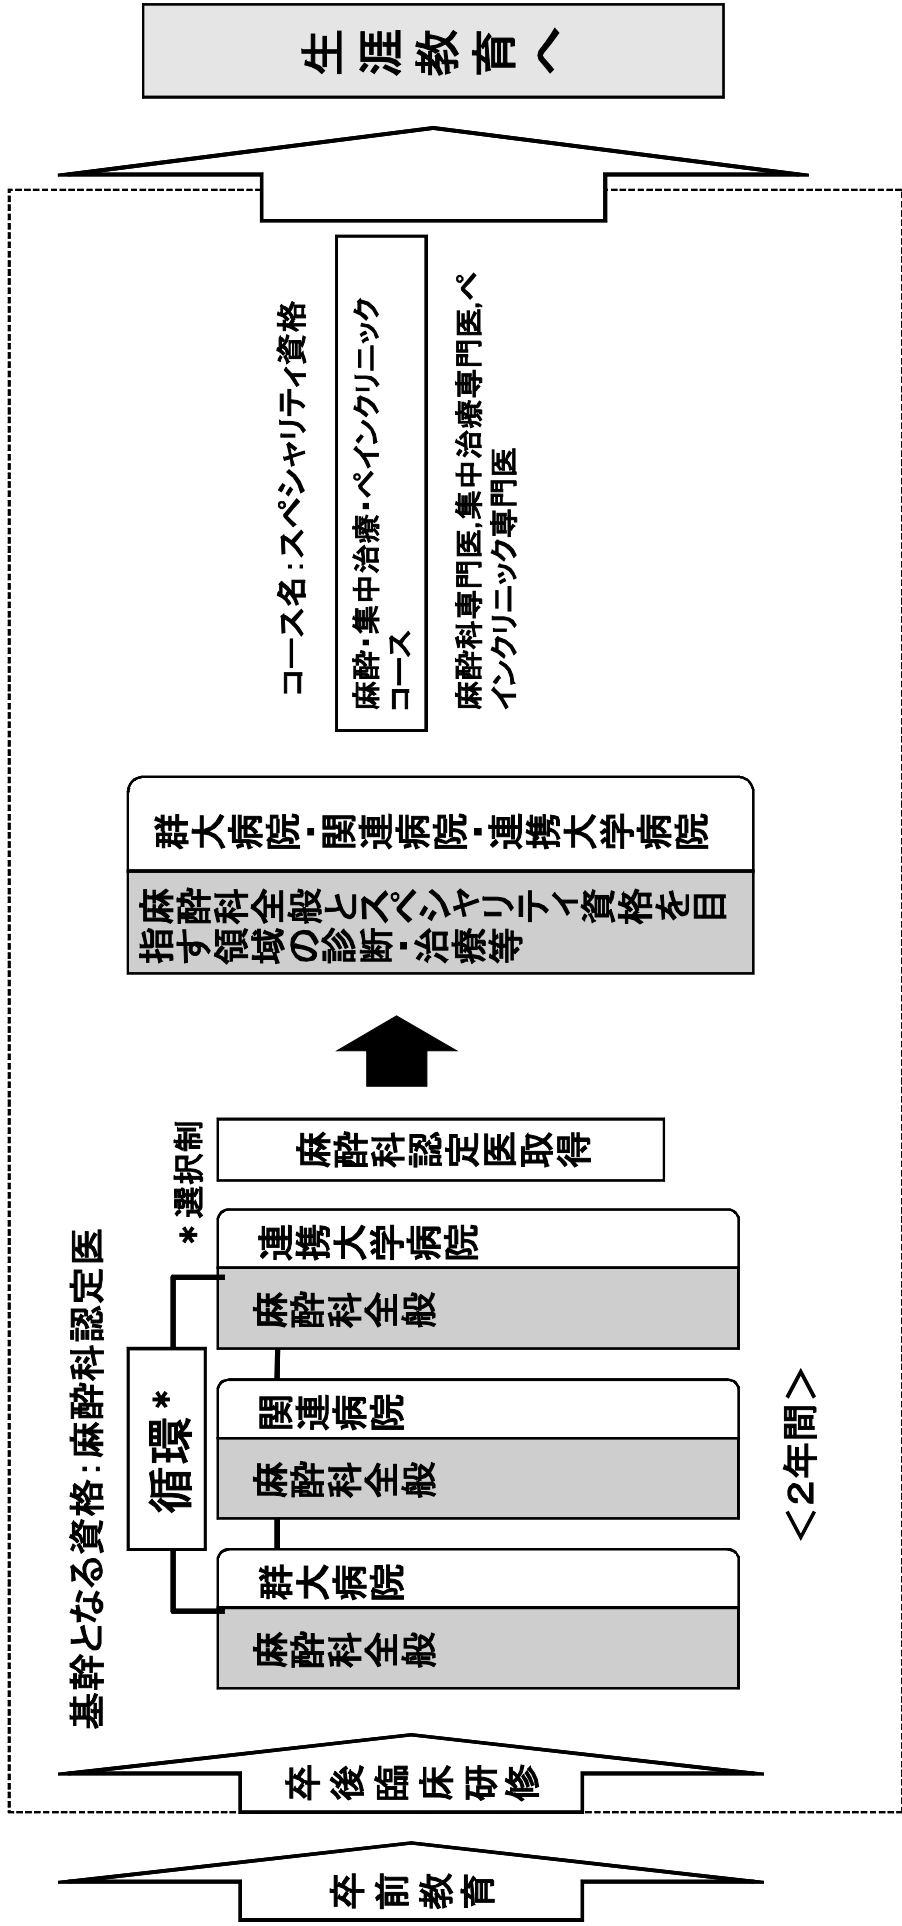 卒前教育
卒後臨床研修
基幹となる資格:麻酔科認定医
循環*
*選択制
群大病院
麻酔科全般
関連病院
麻酔科全般
連携大学病院
麻酔科全般
<2年間>
麻酔科認定医取得
群大病院・関連病院・連携大学病院
麻酔科全般とスペシャリティ資格を目
指す領域の診断・治療等
コース名:スペシャリティ資格
麻酔・集中治療・ペインクリニック
コース
麻酔科専門医,集中治療専門医,ペ
インクリニック専門医
生涯教育へ